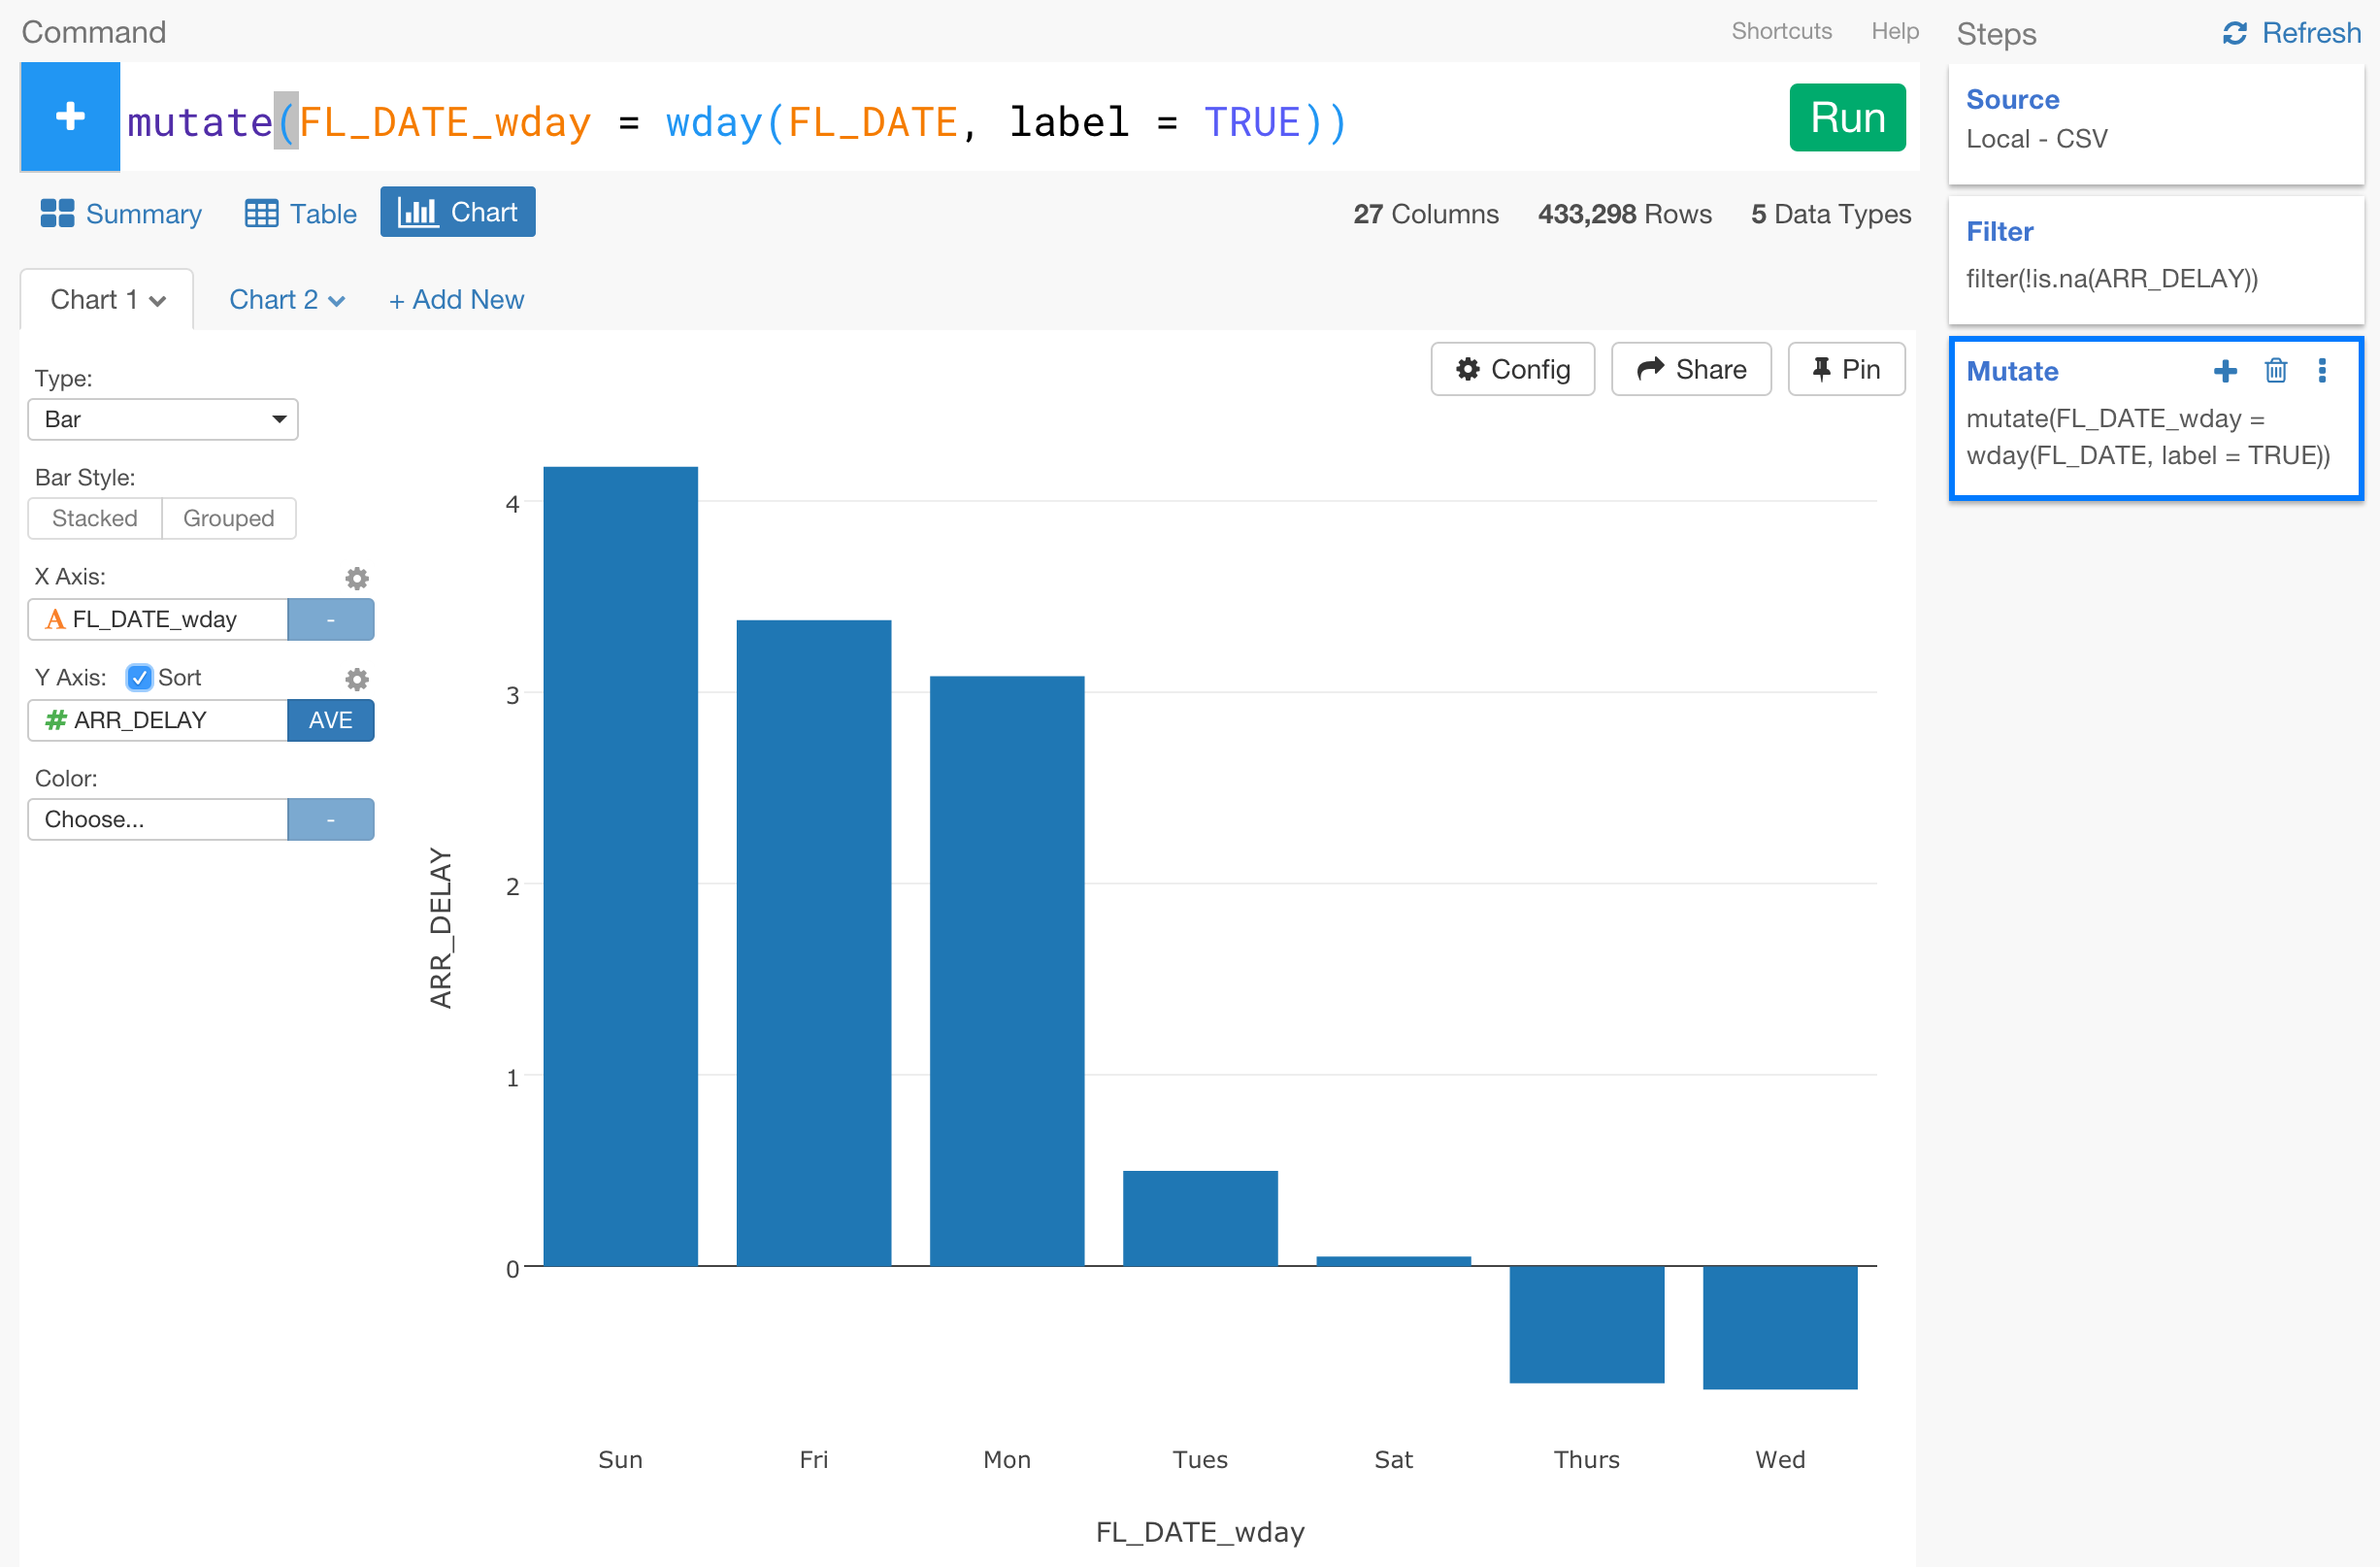 Command
Shortcuts Help
mutate(FL_DATE_wday = wday(FL_DATE, label = TRUE))
Run
Summary Table Chart
27 Columns 433,298 Rows 5 Data Types
Chart 1 Chart 2 + Add New
Config Share Pin
Type:
Bar
Bar Style:
Stacked Grouped
X Axis:
A FL_DATE_wday -
Y Axis: Sort
# ARR_DELAY AVE
Color:
Choose... -
4
3
2
1
0
ARR_DELAY
Sun Fri Mon Tues Sat Thurs Wed
FL_DATE_wday
Steps Refresh
Source
Local - CSV
Filter
filter(!is.na(ARR_DELAY))
Mutate
mutate(FL_DATE_wday =
wday(FL_DATE, label = TRUE))